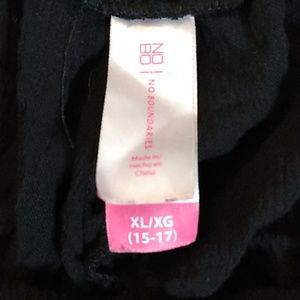 NO
BO
NO BOUNDARIES
Made in/
Hecho en
China
XL/XG
(15-17)